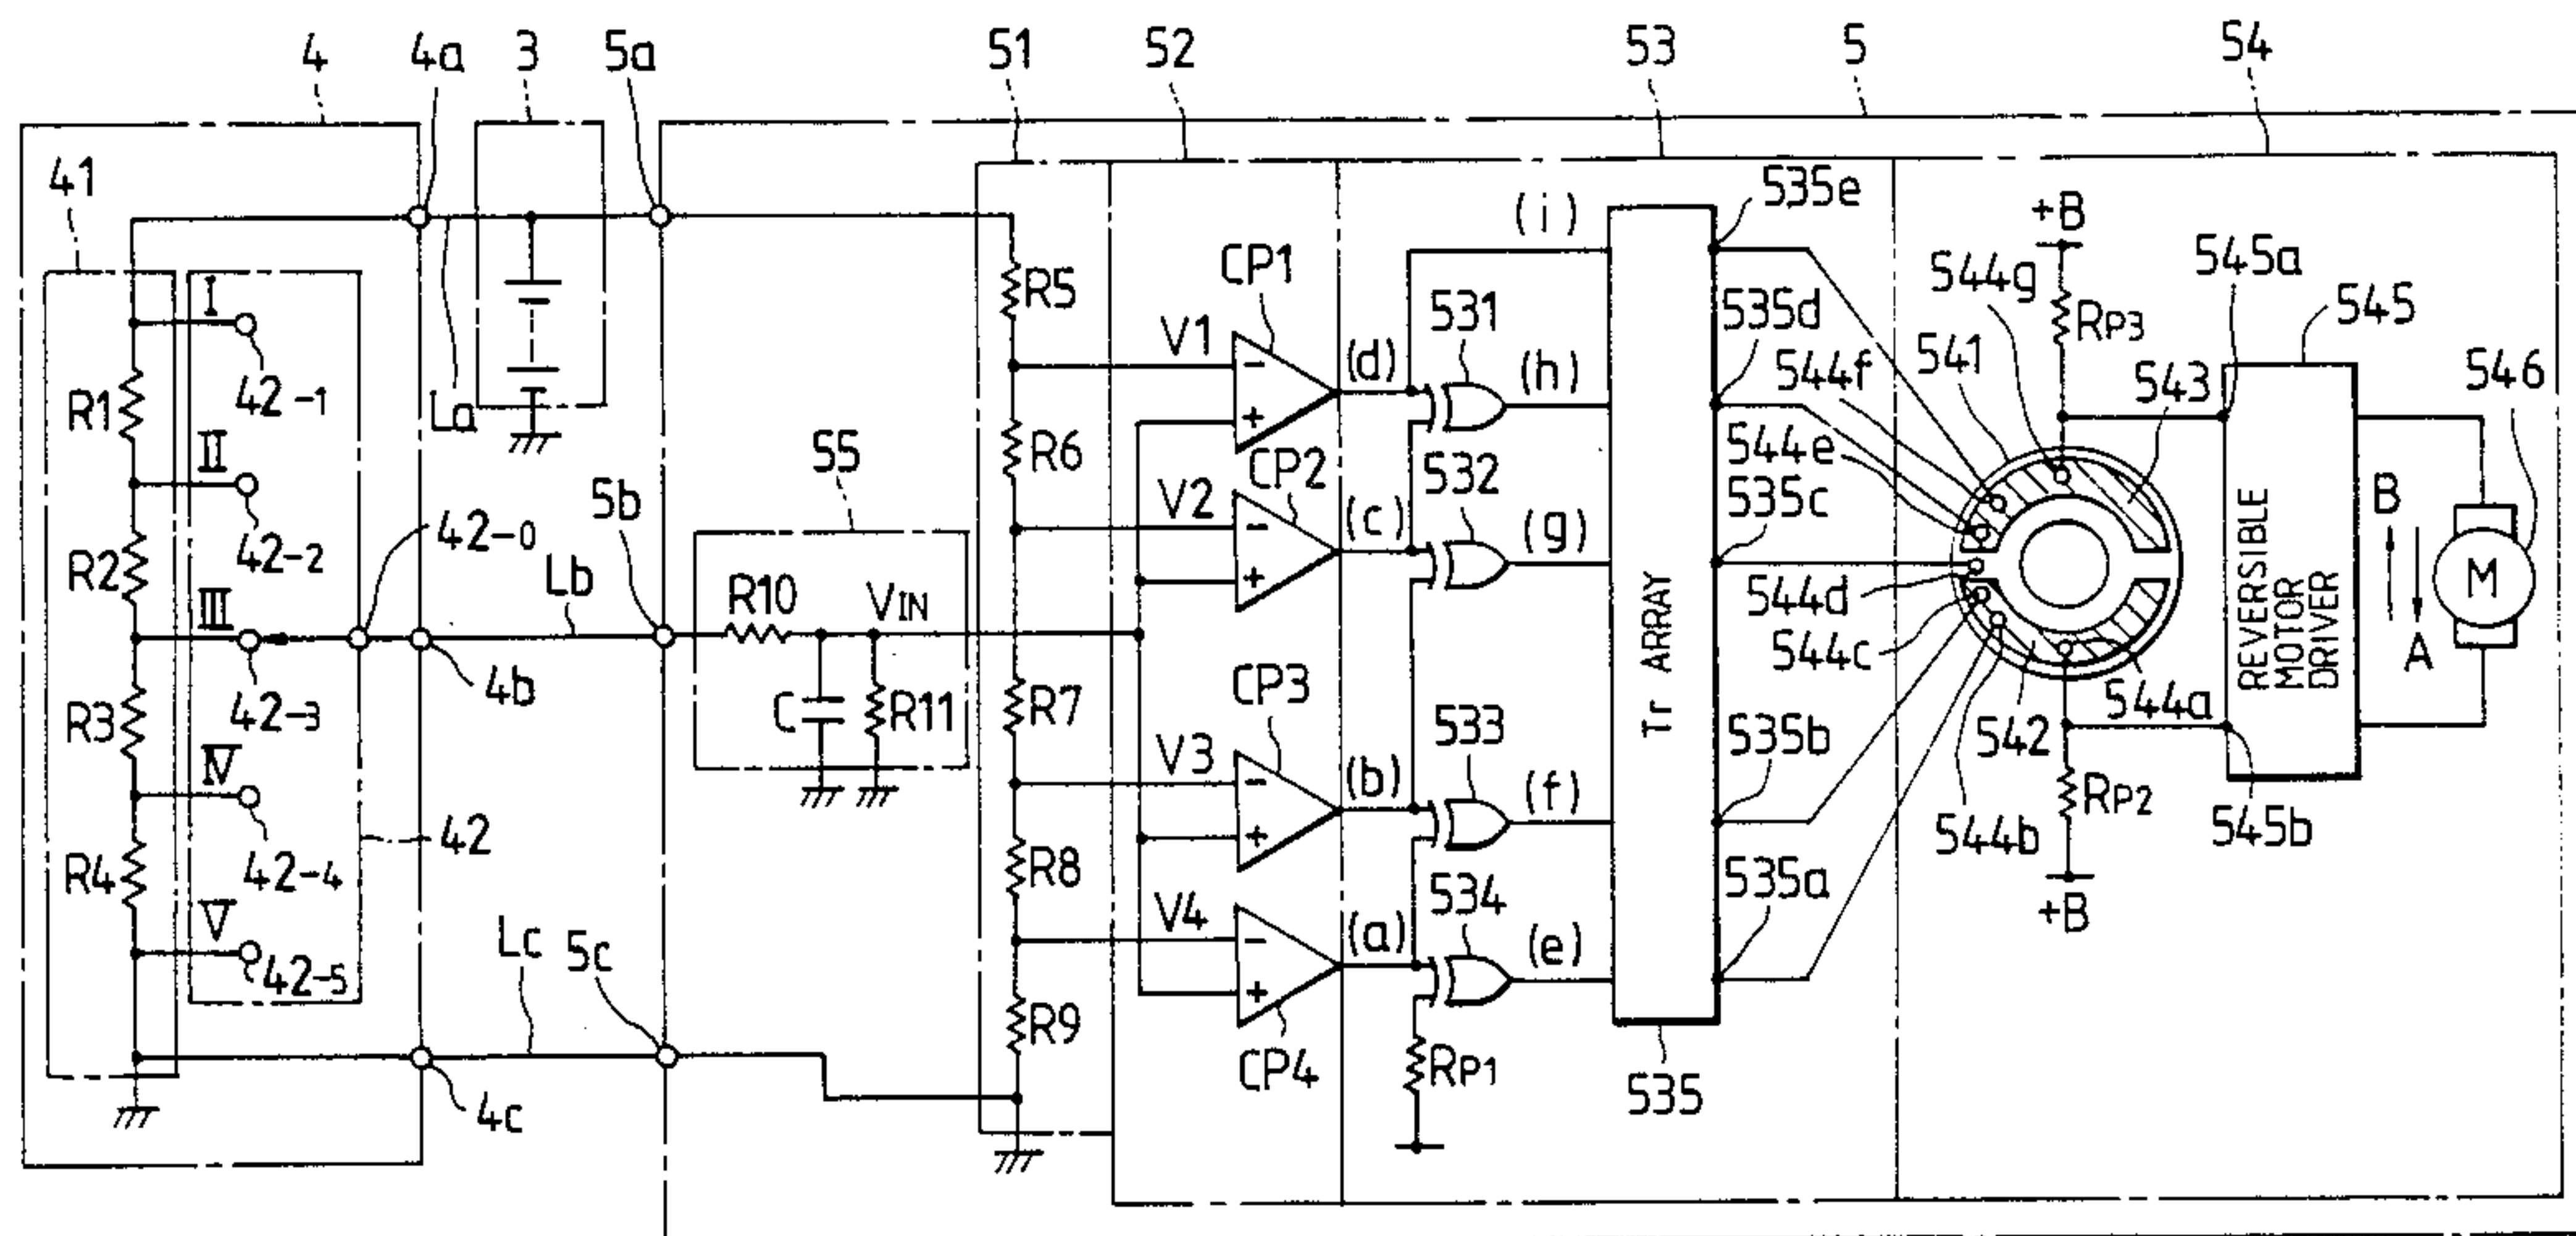 4
4a
3
5a
51
52
53
5
54
41
I
42-1
R1
II
42-2
R2
III
42-3
R3
IV
42-4
R4
V
42-5
42
42-0
4b
4c
La
Lb
Lc
5b
5c
55
R10
VIN
C
R11
R5
R6
R7
R8
R9
V1
V2
V3
V4
CP1
CP2
CP3
CP4
-
+
-
+
-
+
-
+
(d)
(c)
(b)
(a)
531
532
533
534
(i)
(h)
(g)
(f)
(e)
RP1
Tr ARRAY
535
535e
535d
535c
535b
535a
+B
544g
RP3
545a
545
541
544f
543
546
544e
544d
544c
544b
542
544a
RP2
+B
545b
REVERSIBLE
MOTOR
DRIVER
B
A
M